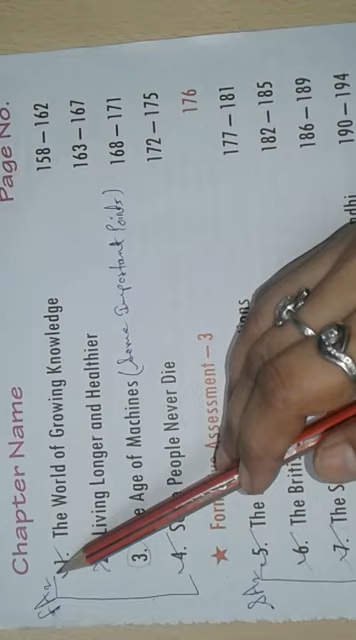 Chapter Name Page No.
1. The World of Growing Knowledge 158 – 162
Living Longer and Healthier 163 – 167
3. Age of Machines (Some Important Points) 168 – 171
4. People Never Die 172 – 175
★ Assessment – 3 176
5. The 177 – 181
6. The 182 – 185
7. The 186 – 189
190 – 194